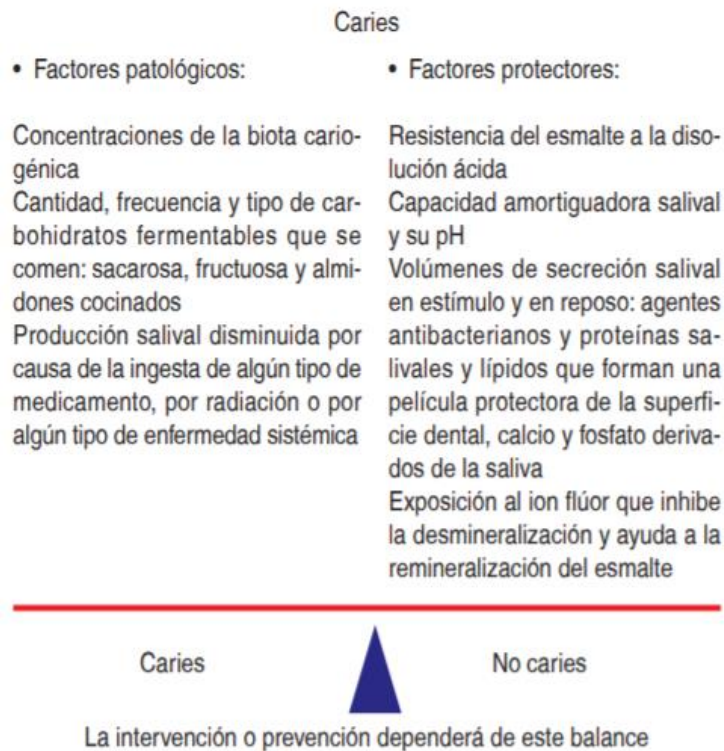 Caries
• Factores patológicos:
Concentraciones de la biota cario-
génica
Cantidad, frecuencia y tipo de car-
bohidratos fermentables que se
comen: sacarosa, fructuosa y almi-
dones cocinados
Producción salival disminuida por
causa de la ingesta de algún tipo de
medicamento, por radiación o por
algún tipo de enfermedad sistémica
• Factores protectores:
Resistencia del esmalte a la diso-
lución ácida
Capacidad amortiguadora salival
y su pH
Volúmenes de secreción salival
en estímulo y en reposo: agentes
antibacterianos y proteínas sa-
livales y lípidos que forman una
película protectora de la superfi-
cie dental, calcio y fosfato deriva-
dos de la saliva
Exposición al ion flúor que inhibe
la desmineralización y ayuda a la
remineralización del esmalte
Caries
No caries
La intervención o prevención dependerá de este balance